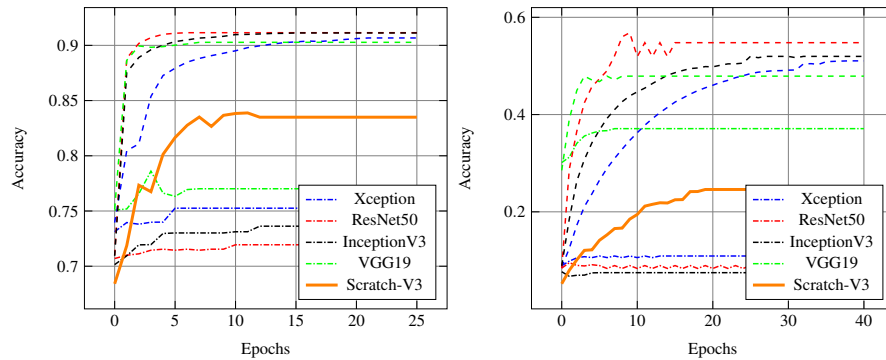 0.9
0.85
0.8
0.75
0.7
Accuracy
0 5 10 15 20 25
Epochs
Xception
ResNet50
InceptionV3
VGG19
Scratch-V3
0.6
0.4
0.2
Accuracy
0 10 20 30 40
Epochs
Xception
ResNet50
InceptionV3
VGG19
Scratch-V3